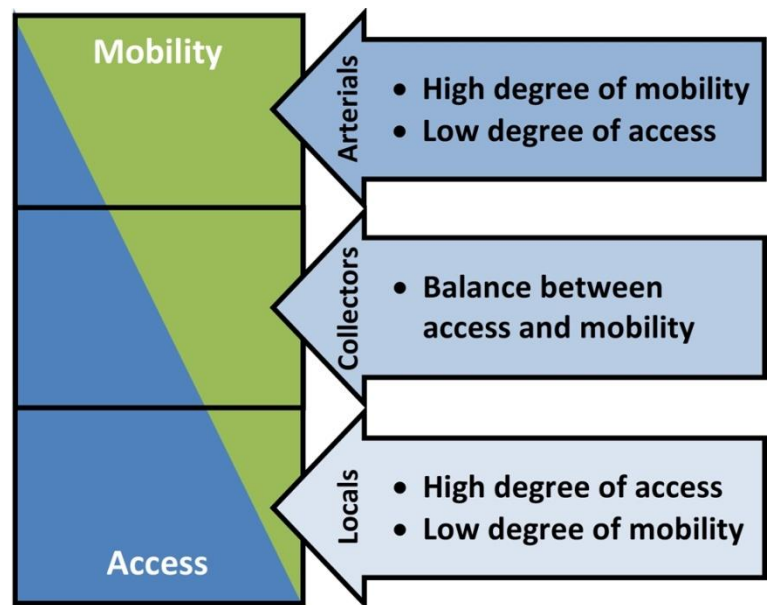 Mobility
Arterials
• High degree of mobility
• Low degree of access
Collectors
• Balance between
access and mobility
Locals
• High degree of access
• Low degree of mobility
Access